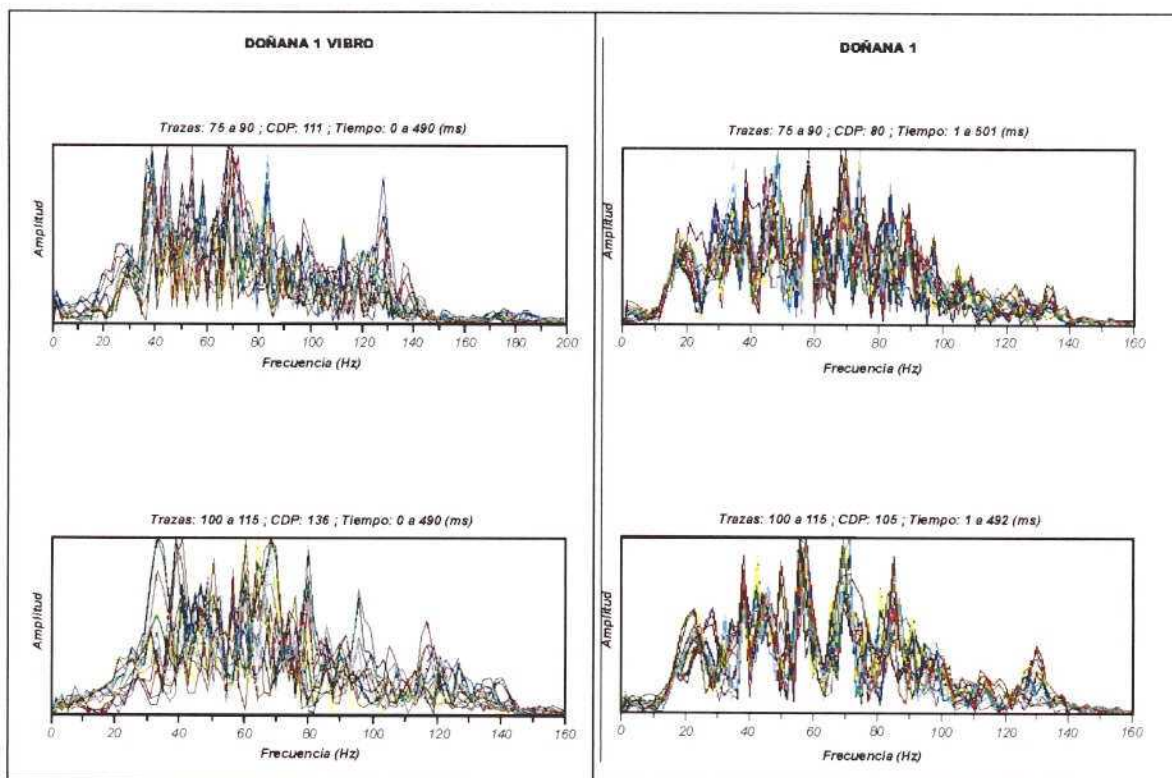 DOÑANA 1 VIBRO
Trazas: 75 a 90 ; CDP: 111 ; Tiempo: 0 a 490 (ms)
Amplitud
0 20 40 60 80 100 120 140 160 180 200
Frecuencia (Hz)
Trazas: 100 a 115 ; CDP: 136 ; Tiempo: 0 a 490 (ms)
Amplitud
0 20 40 60 80 100 120 140 160
Frecuencia (Hz)
DOÑANA 1
Trazas: 75 a 90 ; CDP: 80 ; Tiempo: 1 a 501 (ms)
Amplitud
0 20 40 60 80 100 120 140 160
Frecuencia (Hz)
Trazas: 100 a 115 ; CDP: 105 ; Tiempo: 1 a 492 (ms)
Amplitud
0 20 40 60 80 100 120 140 160
Frecuencia (Hz)